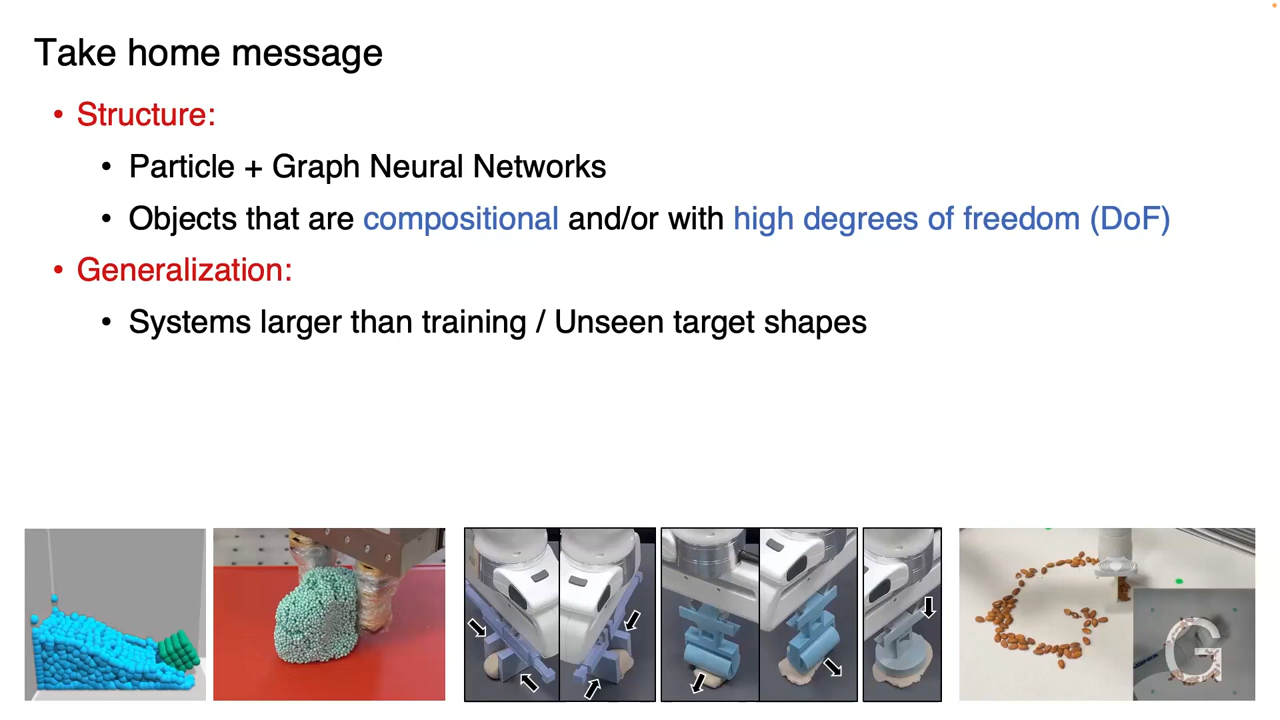 Take home message
• Structure:
• Particle + Graph Neural Networks
• Objects that are compositional and/or with high degrees of freedom (DoF)
• Generalization:
• Systems larger than training / Unseen target shapes
G